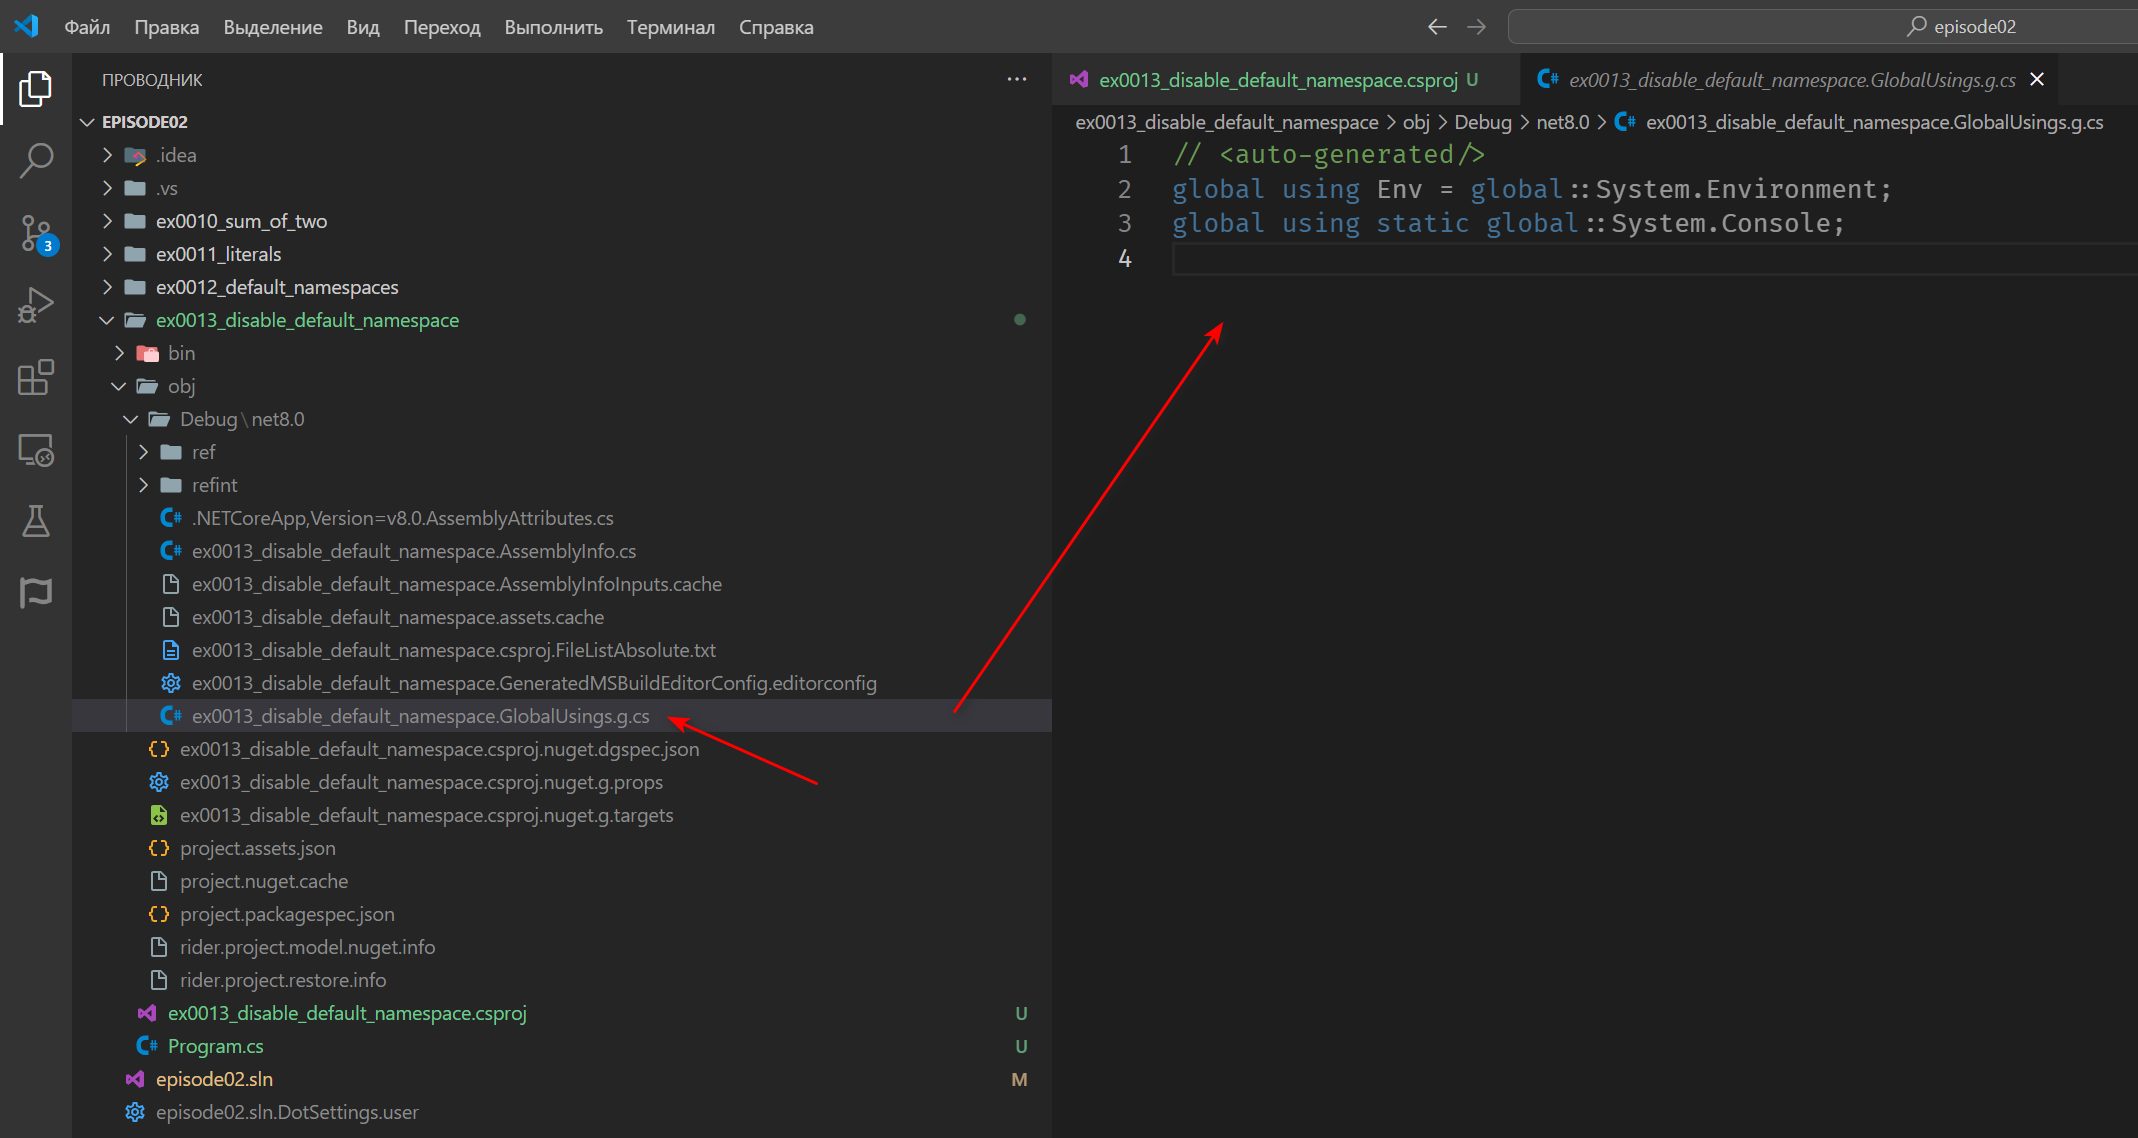 Файл Правка Выделение Вид Переход Выполнить Терминал Справка episode02
ПРОВОДНИК
EPISODE02
.idea
.vs
ex0010_sum_of_two
ex0011_literals
ex0012_default_namespaces
ex0013_disable_default_namespace
bin
obj
Debug\net8.0
ref
refint
.NETCoreApp,Version=v8.0.AssemblyAttributes.cs
ex0013_disable_default_namespace.AssemblyInfo.cs
ex0013_disable_default_namespace.AssemblyInfoInputs.cache
ex0013_disable_default_namespace.assets.cache
ex0013_disable_default_namespace.csproj.FileListAbsolute.txt
ex0013_disable_default_namespace.GeneratedMSBuildEditorConfig.editorconfig
ex0013_disable_default_namespace.GlobalUsings.g.cs
ex0013_disable_default_namespace.csproj.nuget.dgspec.json
ex0013_disable_default_namespace.csproj.nuget.g.props
ex0013_disable_default_namespace.csproj.nuget.g.targets
project.assets.json
project.nuget.cache
project.packagespec.json
rider.project.model.nuget.info
rider.project.restore.info
ex0013_disable_default_namespace.csproj U
Program.cs U
episode02.sln M
episode02.sln.DotSettings.user
3
ex0013_disable_default_namespace.csproj U ex0013_disable_default_namespace.GlobalUsings.g.cs
ex0013_disable_default_namespace > obj > Debug > net8.0 > ex0013_disable_default_namespace.GlobalUsings.g.cs
1 // <auto-generated/>
2 global using Env = global::System.Environment;
3 global using static global::System.Console;
4